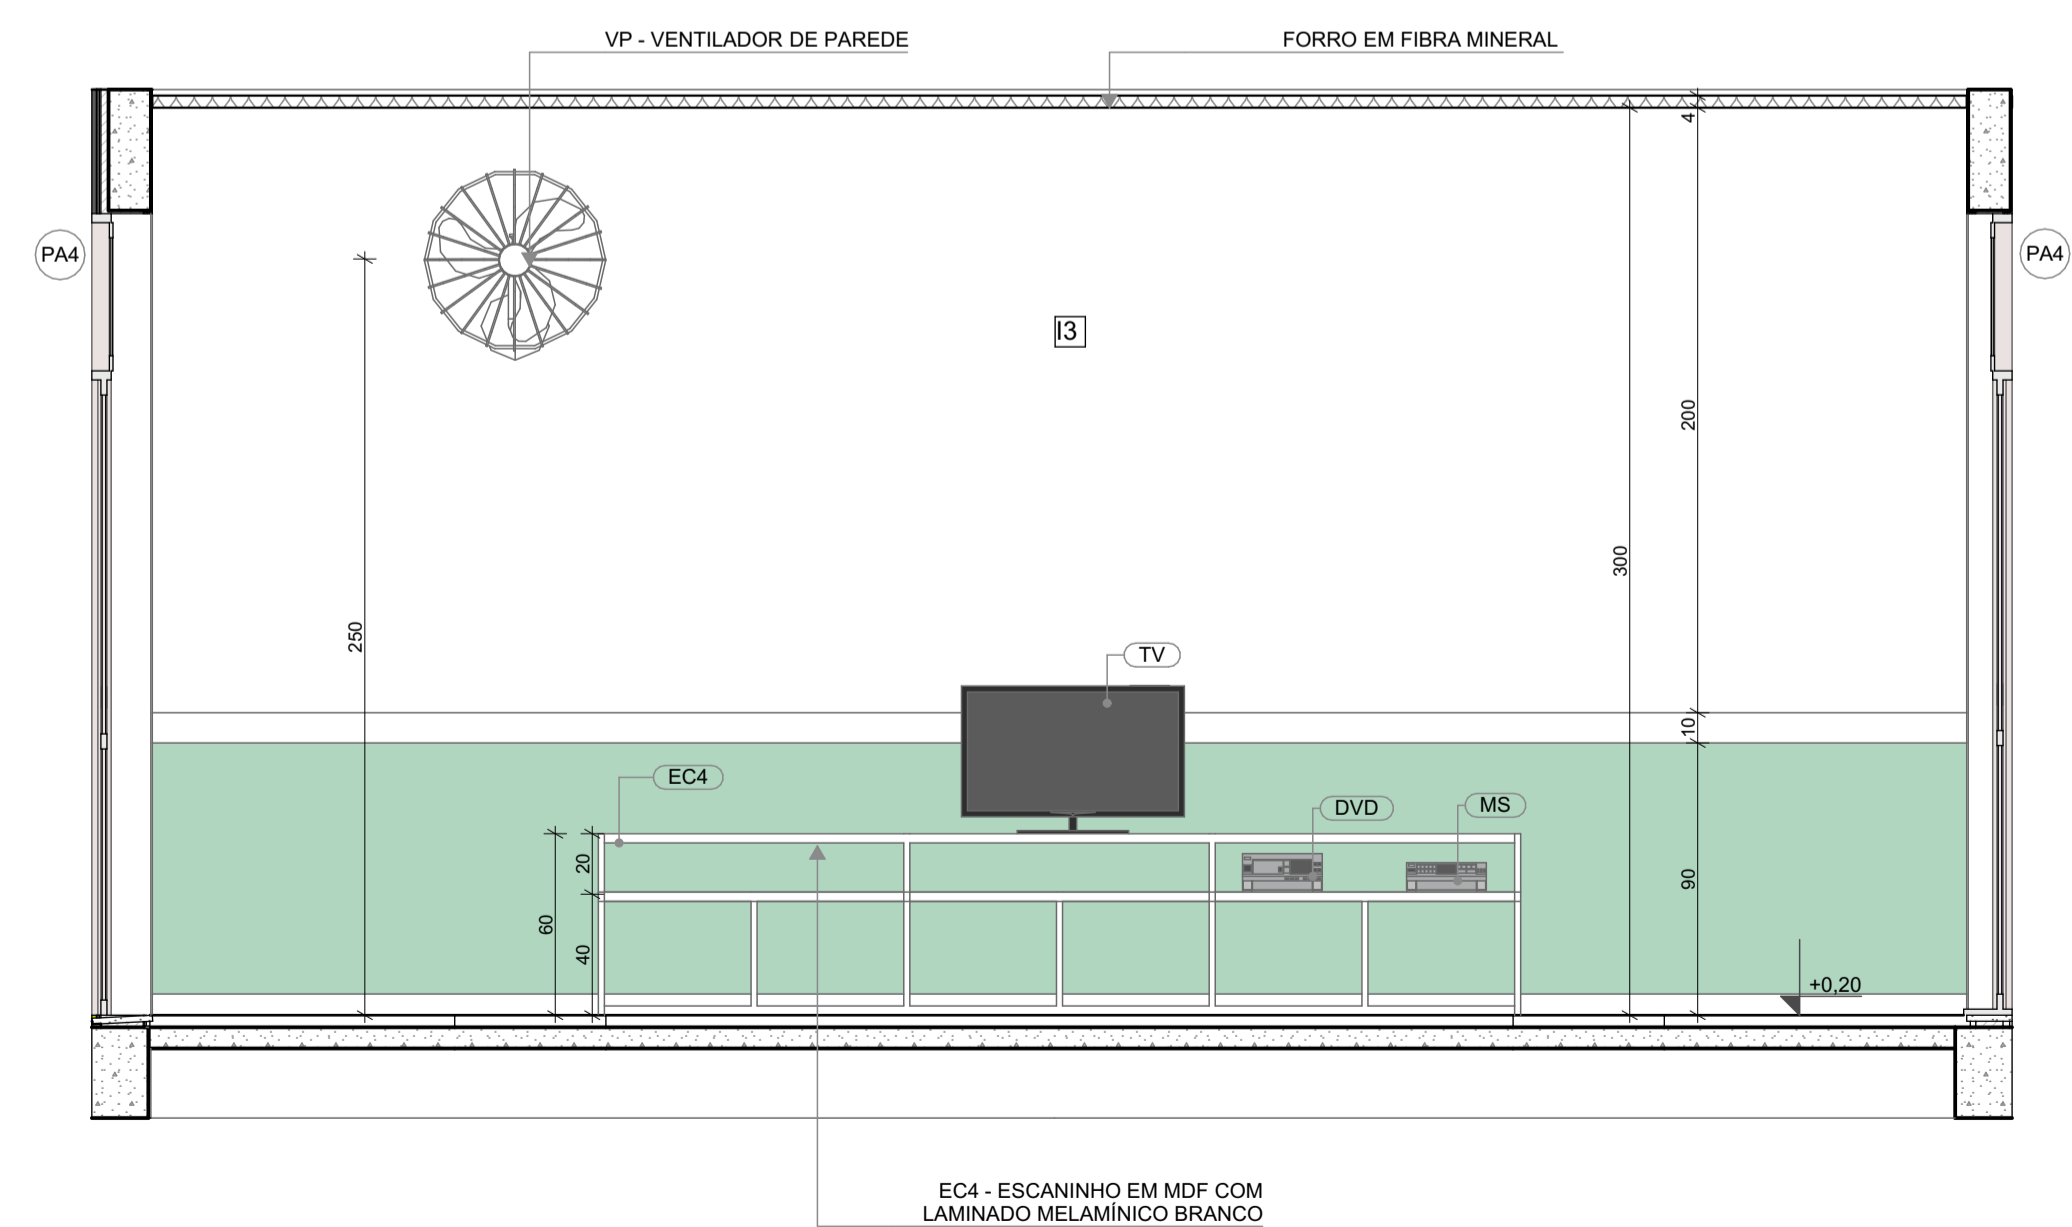 VP - VENTILADOR DE PAREDE
FORRO EM FIBRA MINERAL
4
PA4
PA4
I3
200
300
250
TV
10
EC4
DVD
MS
20
90
60
40
+0,20
EC4 - ESCANINHO EM MDF COM
LAMINADO MELAMÍNICO BRANCO